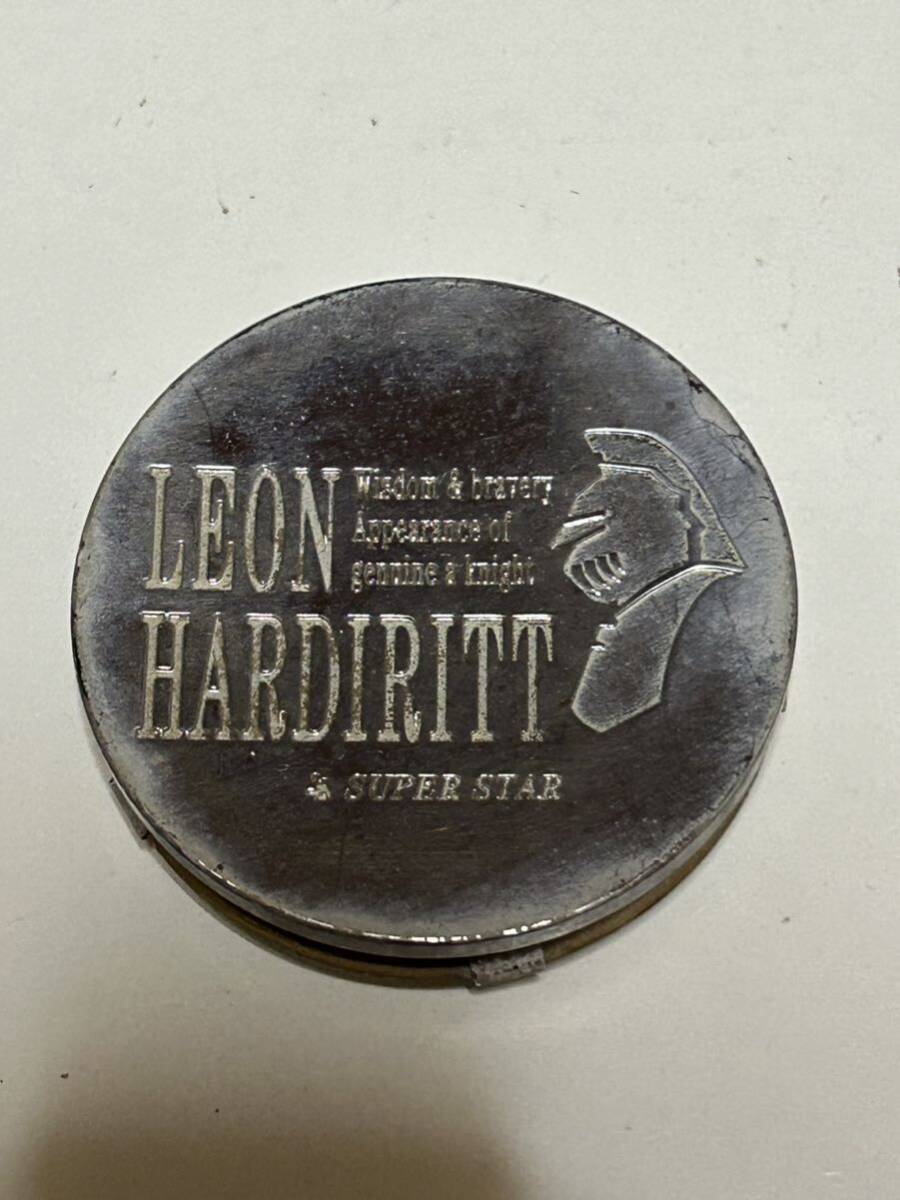 LEON
Wisdom & bravery
Appearance of
genuine a knight
HARDIRITT
SUPER STAR